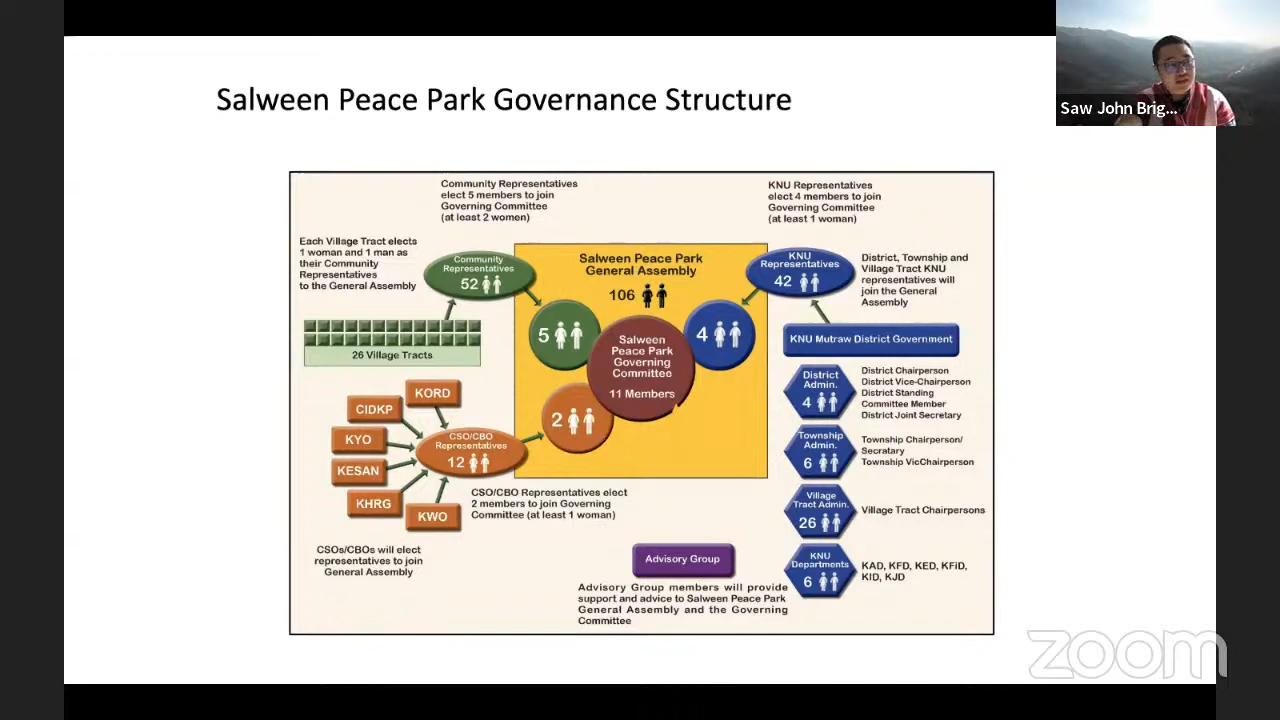 Salween Peace Park Governance Structure
Saw John Brig...
Community Representatives
elect 5 members to join
Governing Committee
(at least 2 women)
KNU Representatives
elect 4 members to join
Governing Committee
(at least 1 woman)
Each Village Tract elects
1 woman and 1 man as
their Community
Representatives
to the General Assembly
Community
Representatives
52
Salween Peace Park
General Assembly
106
KNU
Representatives
42
District, Township and
Village Tract KNU
representatives will
join the General
Assembly
26 Village Tracts
5
Salween
Peace Park
Governing
Committee
11 Members
4
2
KNU Mutraw District Government
District
Admin.
4
District Chairperson
District Vice-Chairperson
District Standing
Committee Member
District Joint Secretary
Township
Admin.
6
Township Chairperson/
Secratary
Township VicChairperson
Village
Tract Admin.
26
Village Tract Chairpersons
KNU
Departments
6
KAD, KFD, KED, KFiD,
KID, KJD
KORD
CIDKP
KYO
KESAN
KHRG
KWO
CSO/CBO
Representatives
12
CSO/CBO Representatives elect
2 members to join Governing
Committee (at least 1 woman)
CSOs/CBOs will elect
representatives to join
General Assembly
Advisory Group
Advisory Group members will provide
support and advice to Salween Peace Park
General Assembly and the Governing
Committee
zoom